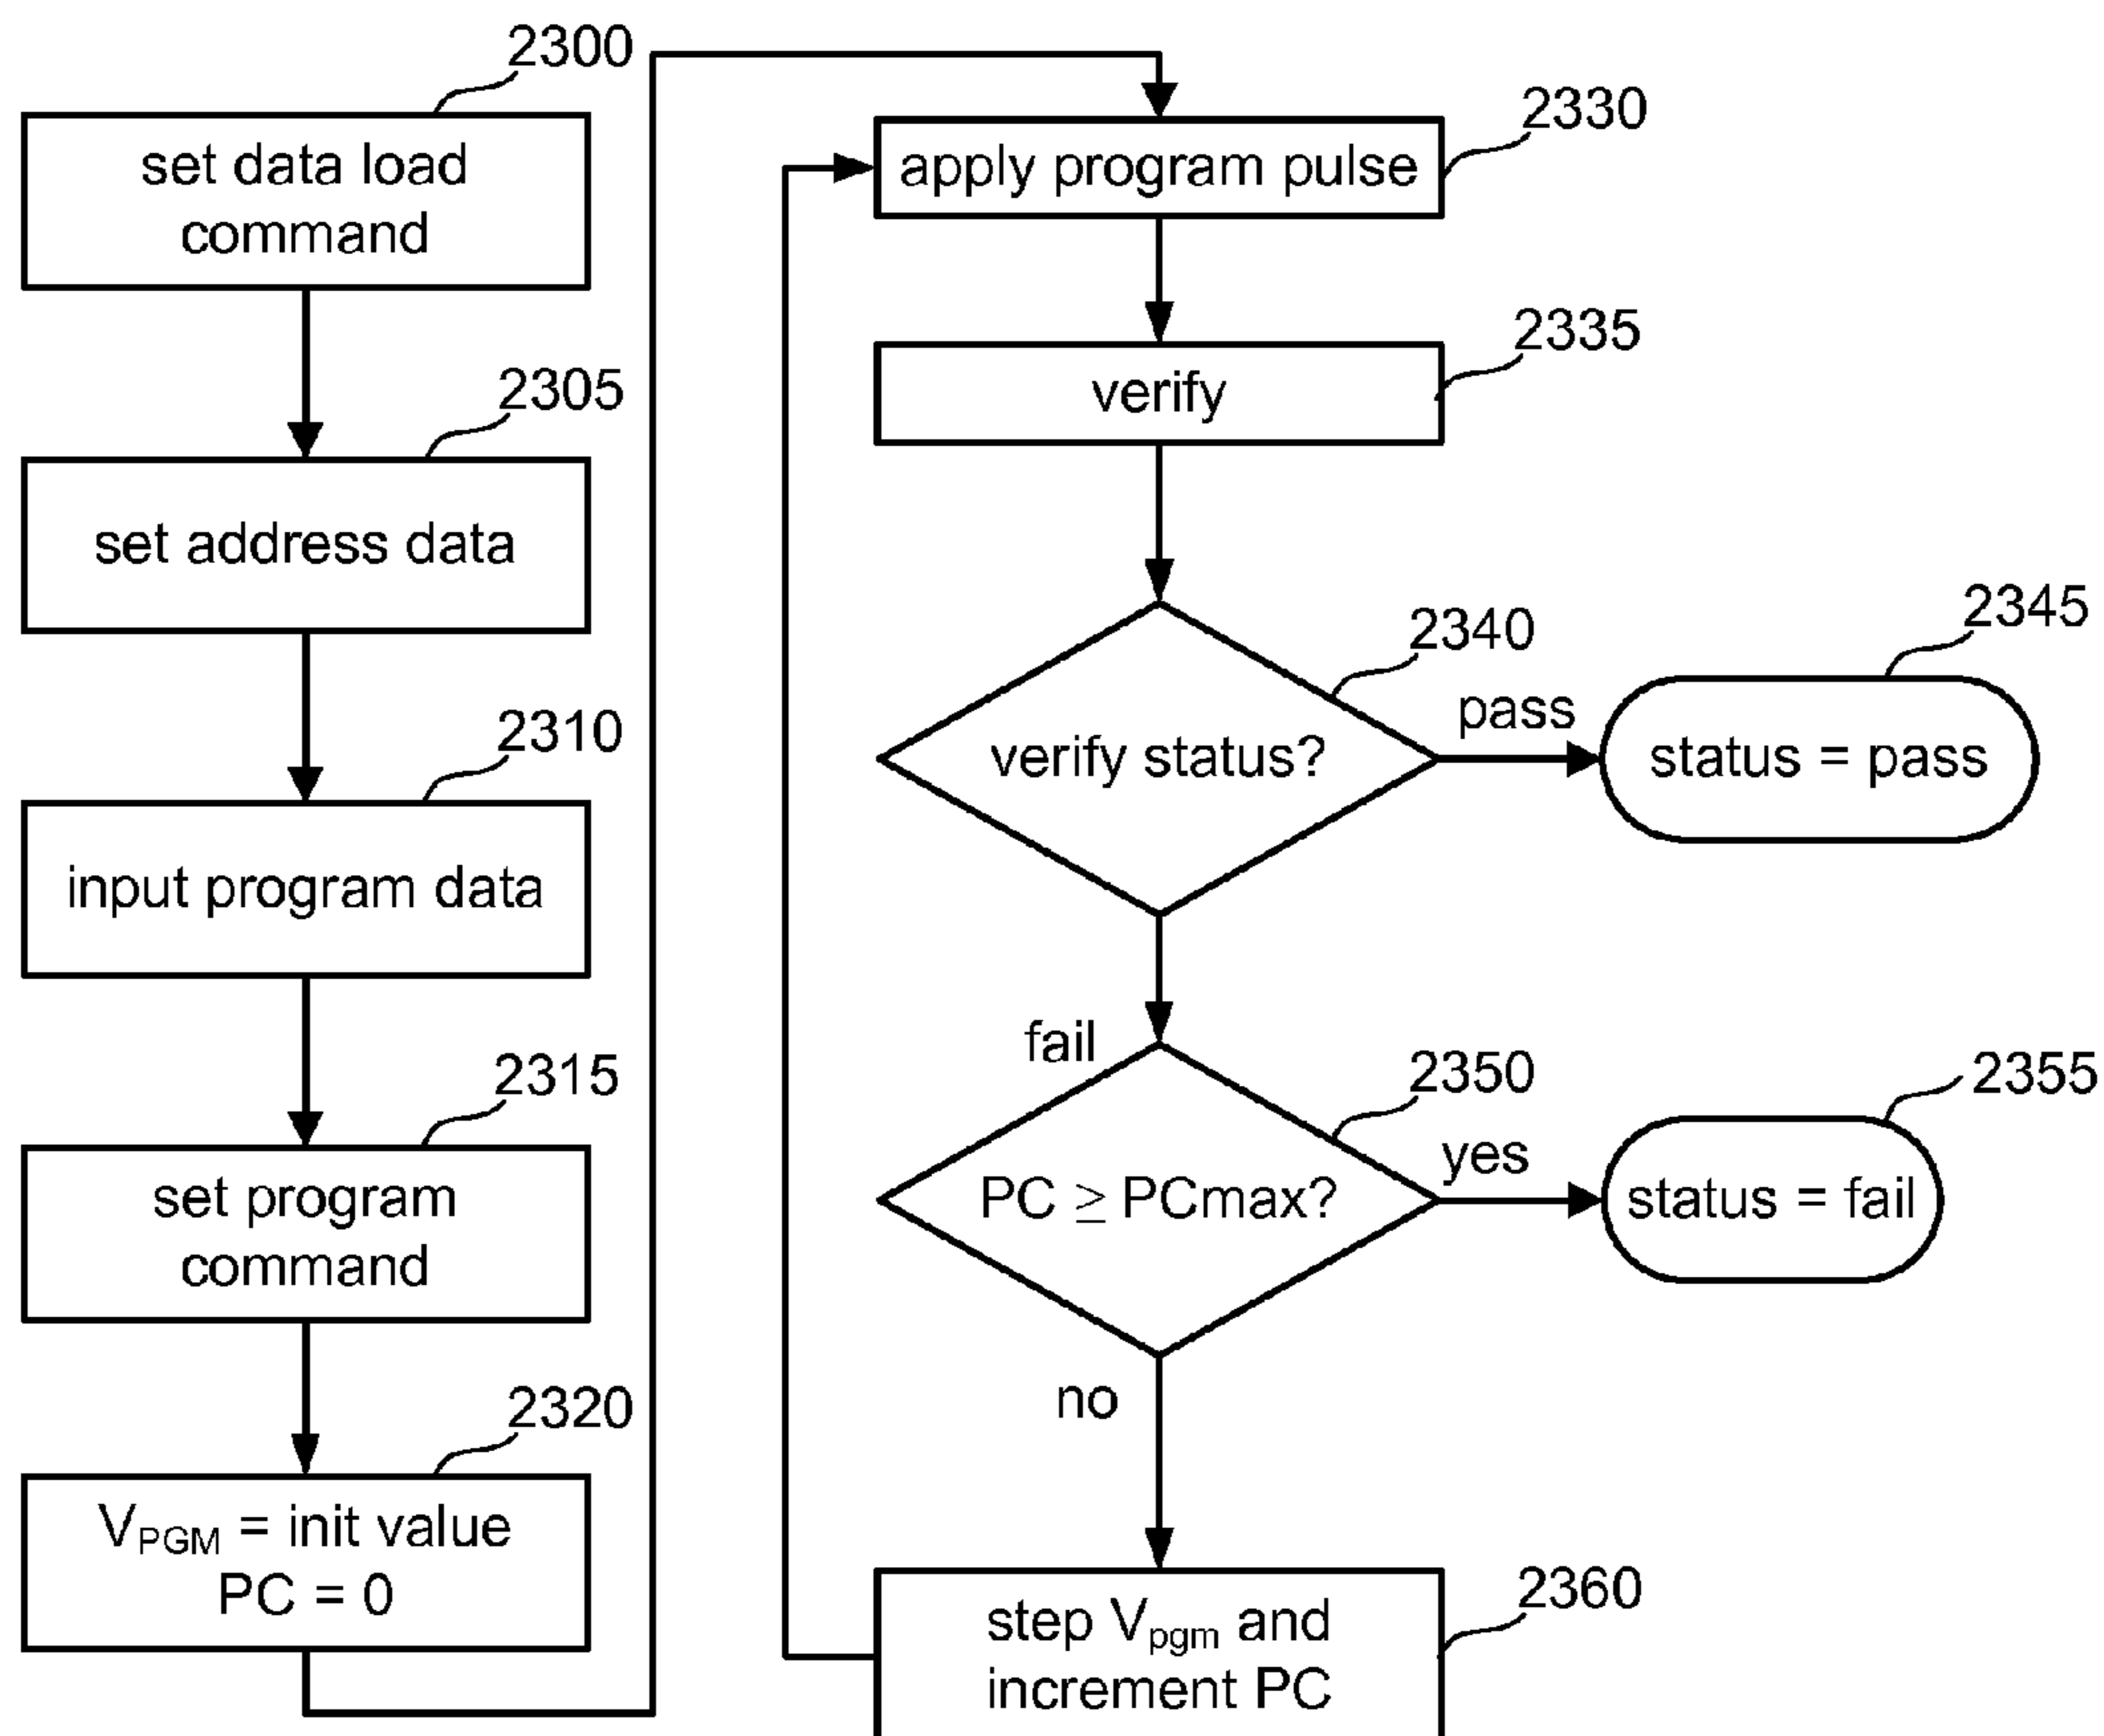 2300
set data load
command
2305
set address data
2310
input program data
2315
set program
command
2320
V_PGM = init value
PC = 0
2330
apply program pulse
2335
verify
2340
verify status?
pass
2345
status = pass
fail
2350
PC ≥ PCmax?
yes
2355
status = fail
no
2360
step V_pgm and
increment PC